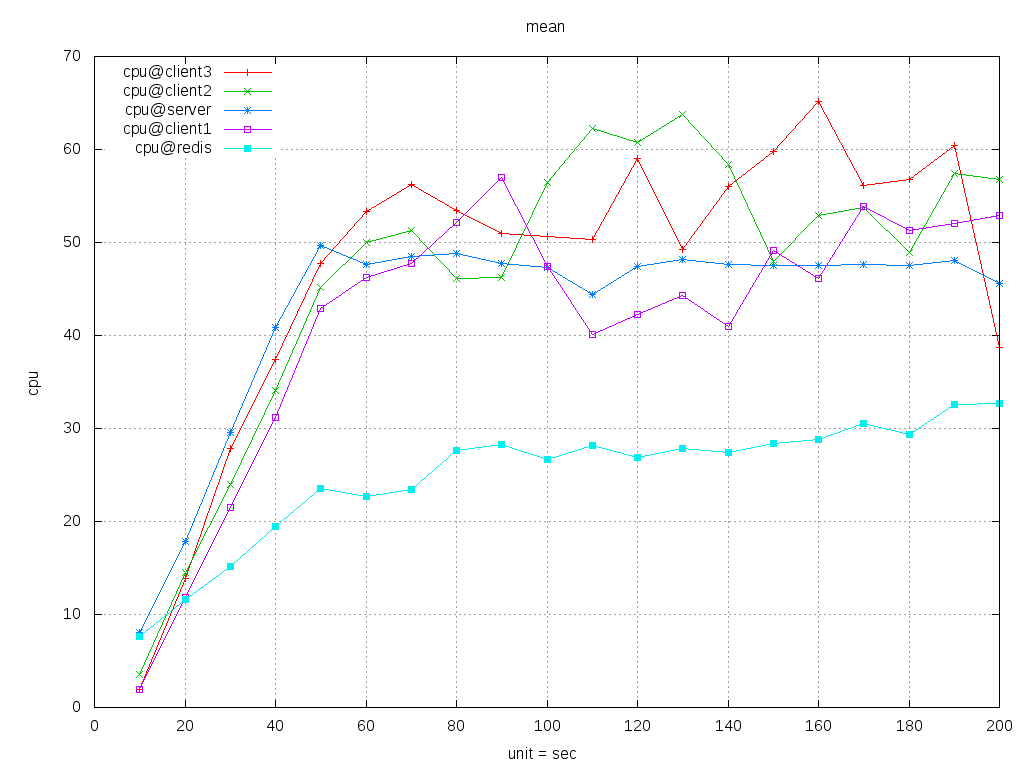 mean
70
60
50
40
30
20
10
0
cpu
cpu@client3
cpu@client2
cpu@server
cpu@client1
cpu@redis
0 20 40 60 80 100 120 140 160 180 200
unit = sec